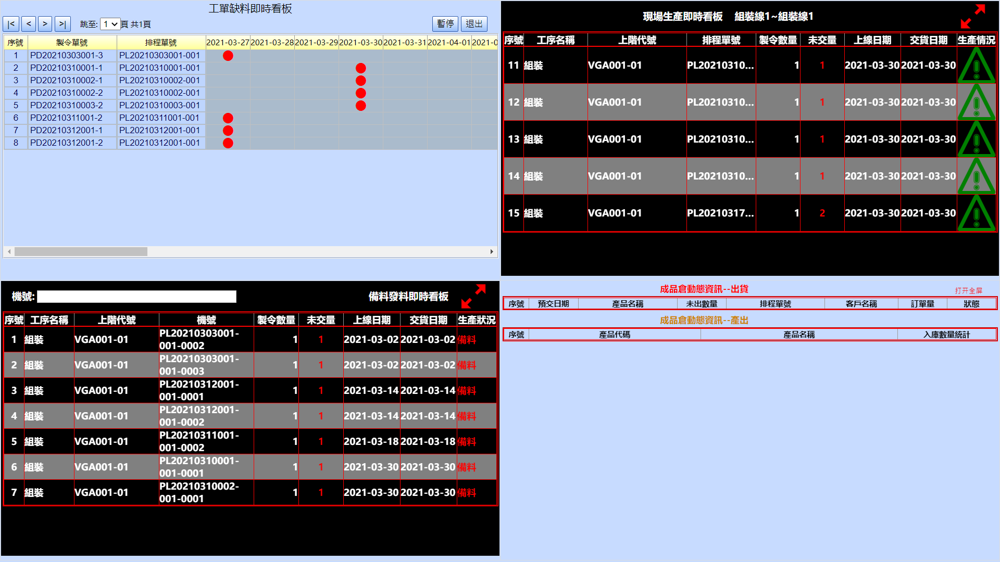 工單缺料即時看板
|< < > >| 跳至: 1 頁 共1頁 暫停 退出
序號 製令單號 排程單號 2021-03-27 2021-03-28 2021-03-29 2021-03-30 2021-03-31 2021-04-01 2021-0
1 PD20210303001-3 PL20210303001-001
2 PD20210310001-1 PL20210310001-001
3 PD20210310002-1 PL20210310002-001
4 PD20210310002-2 PL20210310002-001
5 PD20210310003-2 PL20210310003-001
6 PD20210311001-2 PL20210311001-001
7 PD20210312001-1 PL20210312001-001
8 PD20210312001-2 PL20210312001-001
現場生產即時看板 組裝線1~組裝線1
序號 工序名稱 上階代號 排程單號 製令數量 未交量 上線日期 交貨日期 生產情況
11 組裝 VGA001-01 PL20210310... 1 1 2021-03-30 2021-03-30
12 組裝 VGA001-01 PL20210310... 1 1 2021-03-30 2021-03-30
13 組裝 VGA001-01 PL20210310... 1 1 2021-03-30 2021-03-30
14 組裝 VGA001-01 PL20210310... 1 1 2021-03-30 2021-03-30
15 組裝 VGA001-01 PL20210317... 1 2 2021-03-30 2021-03-30
機號: 備料發料即時看板
序號 工序名稱 上階代號 機號 製令數量 未交量 上線日期 交貨日期 生產狀況
1 組裝 VGA001-01 PL20210303001-001-0002 1 1 2021-03-02 2021-03-02 備料
2 組裝 VGA001-01 PL20210303001-001-0003 1 1 2021-03-02 2021-03-02 備料
3 組裝 VGA001-01 PL20210312001-001-0001 1 1 2021-03-14 2021-03-14 備料
4 組裝 VGA001-01 PL20210312001-001-0002 1 1 2021-03-14 2021-03-14 備料
5 組裝 VGA001-01 PL20210311001-001-0002 1 1 2021-03-18 2021-03-18 備料
6 組裝 VGA001-01 PL20210310001-001-0001 1 1 2021-03-30 2021-03-30 備料
7 組裝 VGA001-01 PL20210310002-001-0001 1 1 2021-03-30 2021-03-30 備料
成品倉動態資訊--出貨 打开全屏
序號 預交日期 產品名稱 未出數量 排程單號 客戶名稱 訂單量 狀態
成品倉動態資訊--產出
序號 產品代碼 產品名稱 入庫數量統計